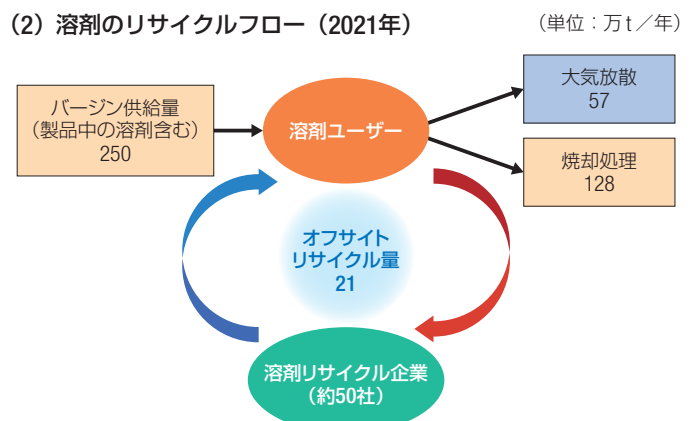 (2) 溶剤のリサイクルフロー(2021年)
(単位:万t/年)
バージン供給量
(製品中の溶剤含む)
250
溶剤ユーザー
大気放散
57
焼却処理
128
オフサイト
リサイクル量
21
溶剤リサイクル企業
(約50社)